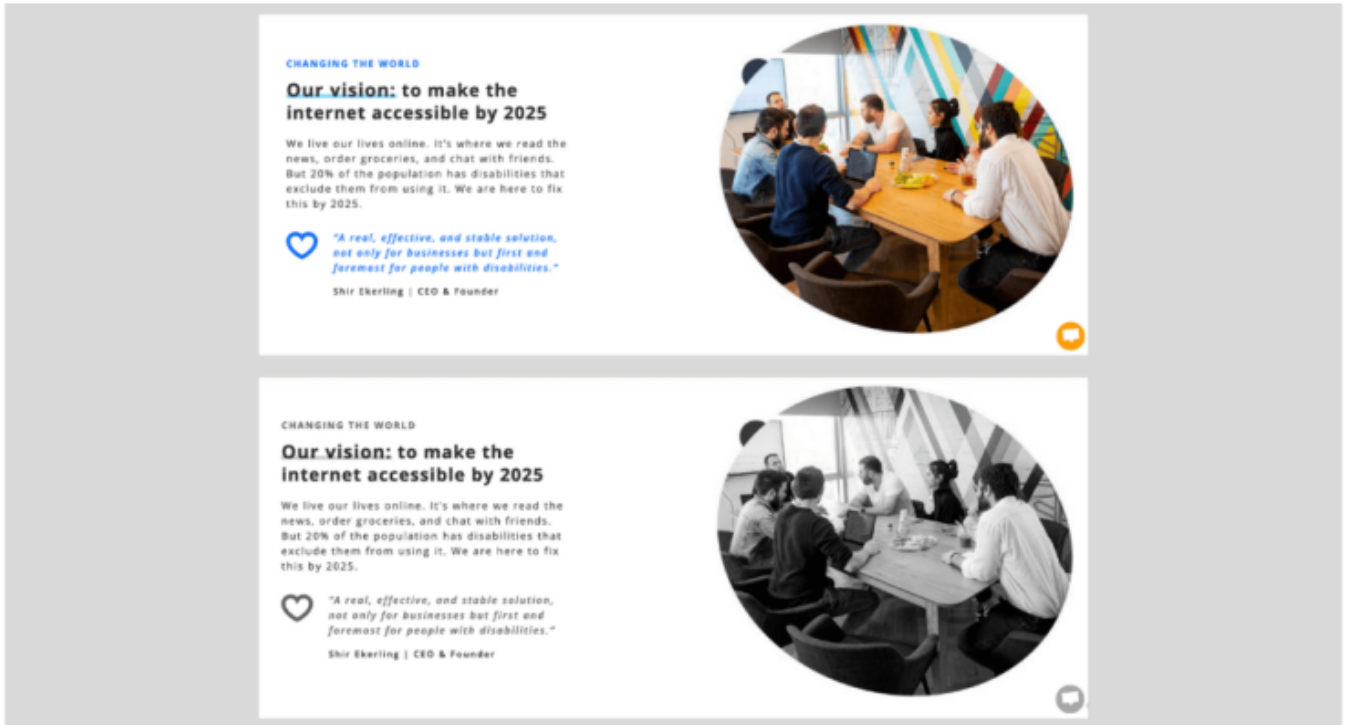 CHANGING THE WORLD
Our vision: to make the
internet accessible by 2025
We live our lives online. It's where we read the
news, order groceries, and chat with friends.
But 20% of the population has disabilities that
exclude them from using it. We are here to fix
this by 2025.
"A real, effective, and stable solution,
not only for businesses but first and
foremost for people with disabilities."
Shir Ekerling | CEO & Founder
CHANGING THE WORLD
Our vision: to make the
internet accessible by 2025
We live our lives online. It's where we read the
news, order groceries, and chat with friends.
But 20% of the population has disabilities that
exclude them from using it. We are here to fix
this by 2025.
"A real, effective, and stable solution,
not only for businesses but first and
foremost for people with disabilities."
Shir Ekerling | CEO & Founder